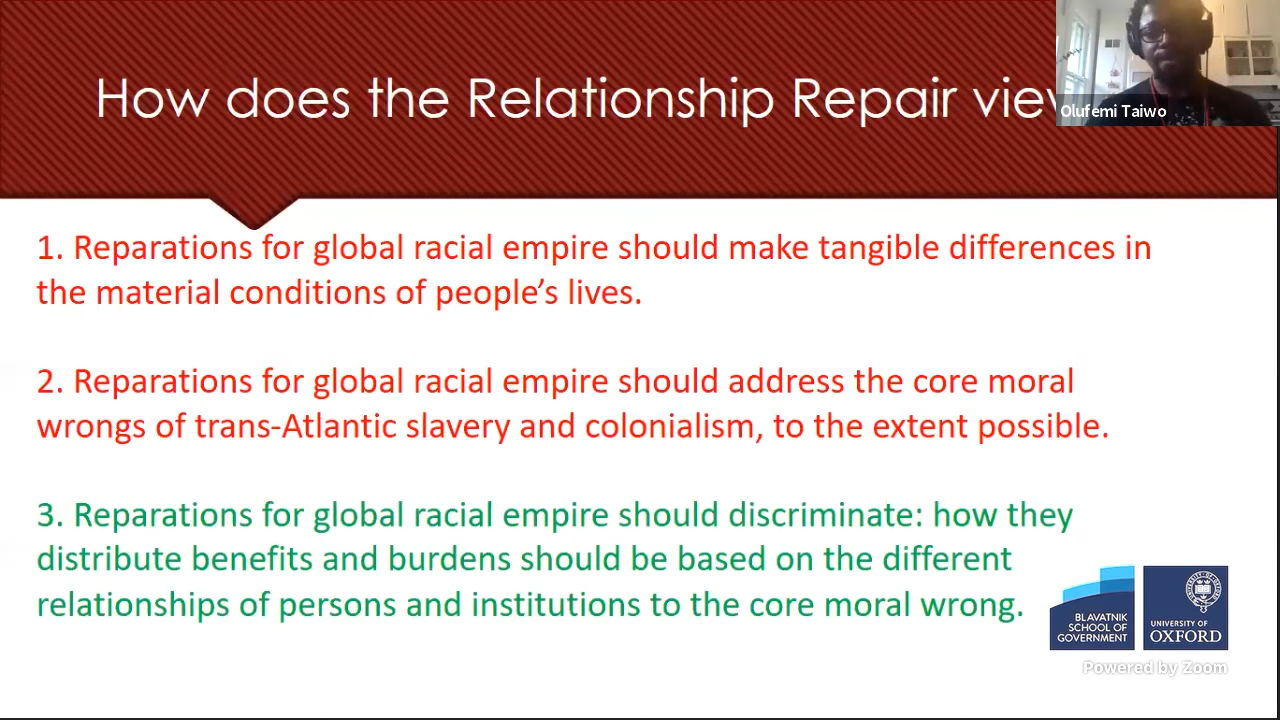 How does the Relationship Repair view
Olufemi Taiwo
1. Reparations for global racial empire should make tangible differences in
the material conditions of people’s lives.
2. Reparations for global racial empire should address the core moral
wrongs of trans-Atlantic slavery and colonialism, to the extent possible.
3. Reparations for global racial empire should discriminate: how they
distribute benefits and burdens should be based on the different
relationships of persons and institutions to the core moral wrong.
BLAVATNIK
SCHOOL OF
GOVERNMENT
UNIVERSITY OF
OXFORD
Powered by Zoom